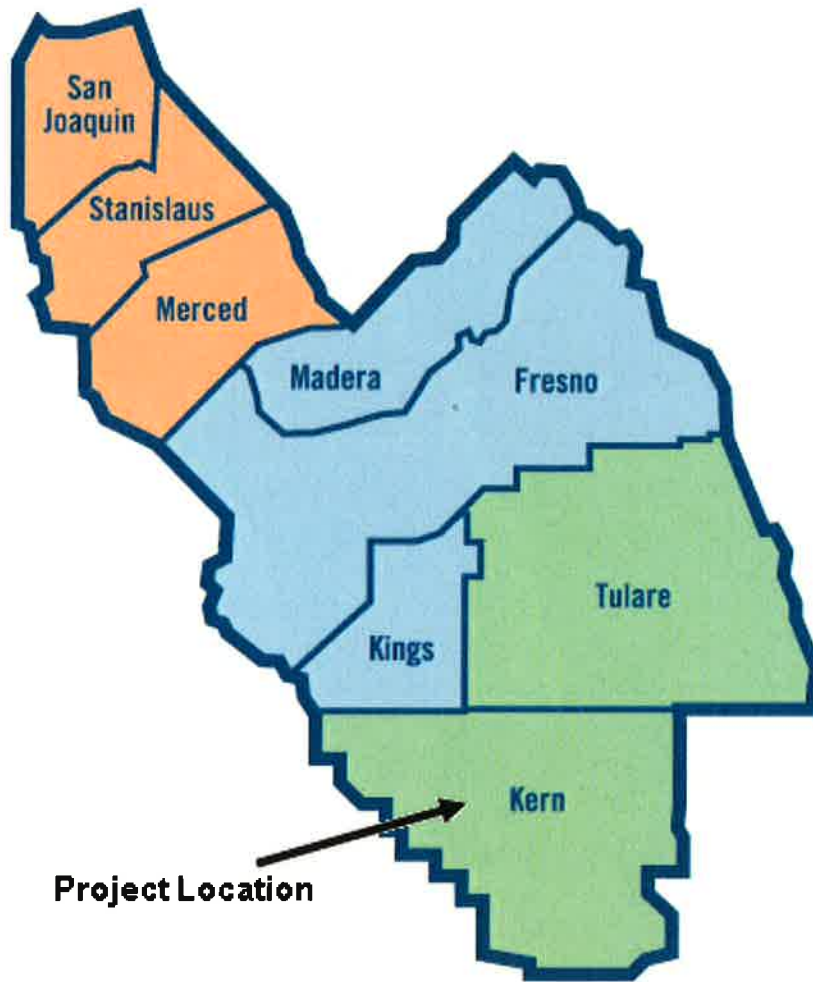 San
Joaquin
Stanislaus
Merced
Madera
Fresno
Tulare
Kings
Kern
Project Location